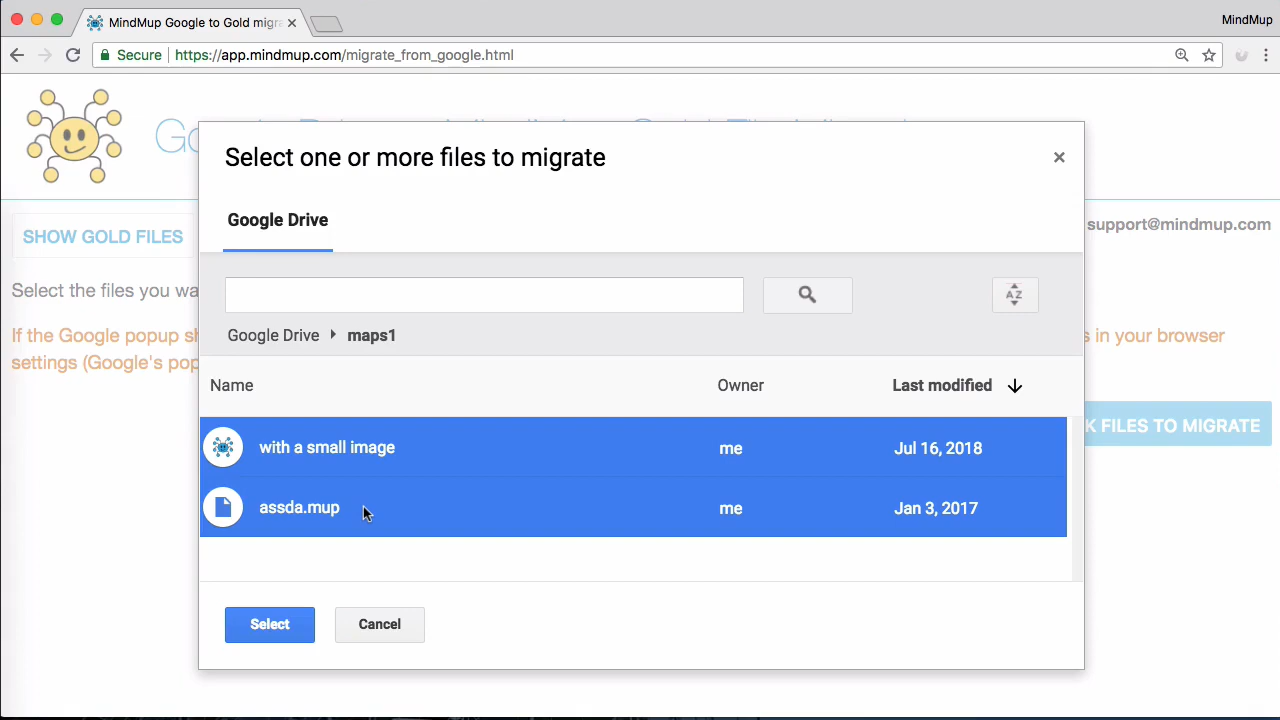 MindMup Google to Gold migra
MindMup
Secure https://app.mindmup.com/migrate_from_google.html
Select one or more files to migrate
Google Drive
SHOW GOLD FILES
support@mindmup.com
Select the files you wa
If the Google popup sh
s in your browser
settings (Google's pop
AZ
Google Drive maps1
Name Owner Last modified
K FILES TO MIGRATE
with a small image me Jul 16, 2018
assda.mup me Jan 3, 2017
Select Cancel